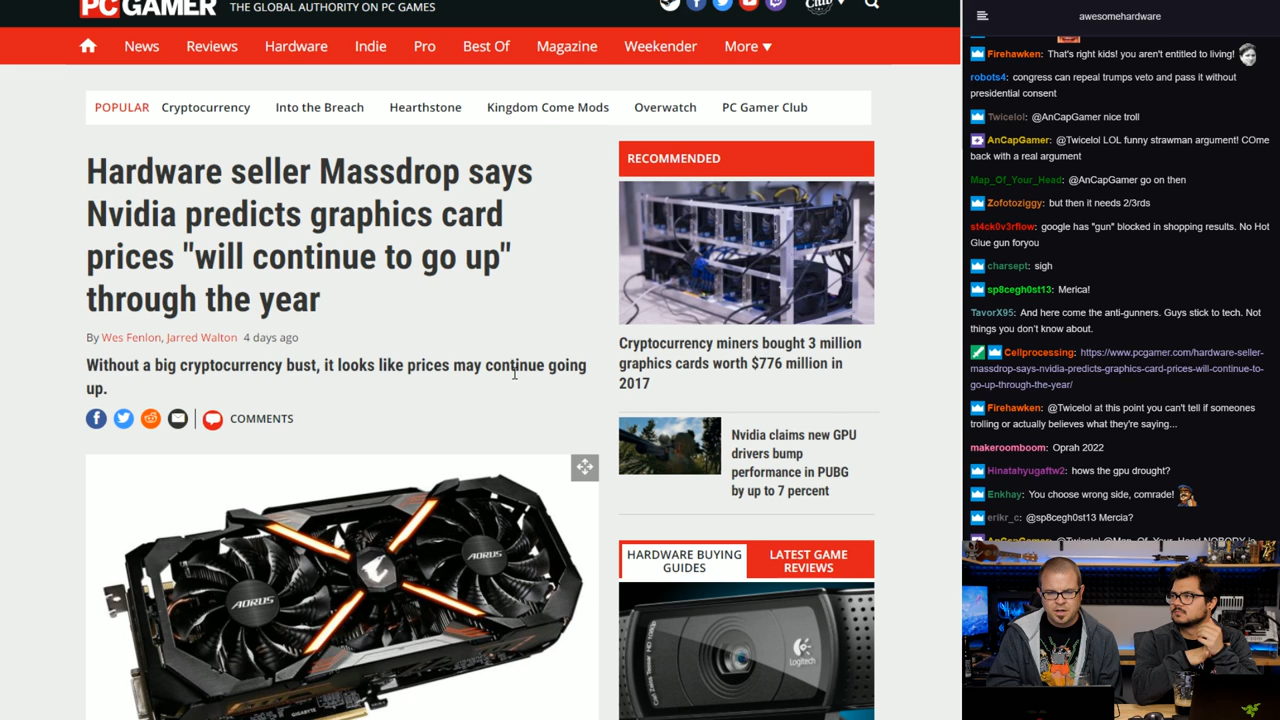 PC GAMER
THE GLOBAL AUTHORITY ON PC GAMES
Club
News
Reviews
Hardware
Indie
Pro
Best Of
Magazine
Weekender
More ▼
POPULAR
Cryptocurrency
Into the Breach
Hearthstone
Kingdom Come Mods
Overwatch
PC Gamer Club
Hardware seller Massdrop says
Nvidia predicts graphics card
prices "will continue to go up"
through the year
By Wes Fenlon, Jarred Walton 4 days ago
Without a big cryptocurrency bust, it looks like prices may continue going
up.
COMMENTS
AORUS
AORUS
GIGABYTE
RECOMMENDED
Cryptocurrency miners bought 3 million
graphics cards worth $776 million in
2017
Nvidia claims new GPU
drivers bump
performance in PUBG
by up to 7 percent
HARDWARE BUYING
GUIDES
LATEST GAME
REVIEWS
HD 1080p
logitech
awesomehardware
Firehawken: That's right kids! you aren't entitled to living!
robots4: congress can repeal trumps veto and pass it without
presidential consent
Twicelol: @AnCapGamer nice troll
AnCapGamer: @Twicelol LOL funny strawman argument! COme
back with a real argument
Map_Of_Your_Head: @AnCapGamer go on then
Zofotoziggy: but then it needs 2/3rds
st4ck0v3rflow: google has "gun" blocked in shopping results. No Hot
Glue gun foryou
charsept: sigh
sp8cegh0st13: Merica!
TavorX95: And here come the anti-gunners. Guys stick to tech. Not
things you don't know about.
Cellprocessing: https://www.pcgamer.com/hardware-seller-
massdrop-says-nvidia-predicts-graphics-card-prices-will-continue-to-
go-up-through-the-year/
Firehawken: @Twicelol at this point you can't tell if someones
trolling or actually believes what they're saying...
makeroomboom: Oprah 2022
Hinatahyugaftw2: hows the gpu drought?
Enkhay: You choose wrong side, comrade!
erikr_c: @sp8cegh0st13 Mercia?